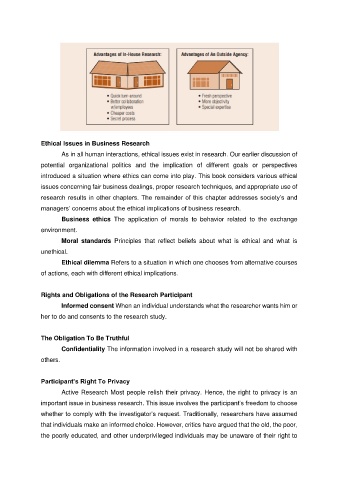 Advantages of In-House Research:
• Quick turn-around
• Better collaboration
w/employees
• Cheaper costs
• Secret process
Advantages of An Outside Agency:
• Fresh perspective
• More objectivity
• Special expertise
Ethical Issues in Business Research
As in all human interactions, ethical issues exist in research. Our earlier discussion of
potential organizational politics and the implication of different goals or perspectives
introduced a situation where ethics can come into play. This book considers various ethical
issues concerning fair business dealings, proper research techniques, and appropriate use of
research results in other chapters. The remainder of this chapter addresses society's and
managers' concerns about the ethical implications of business research.
Business ethics The application of morals to behavior related to the exchange
environment.
Moral standards Principles that reflect beliefs about what is ethical and what is
unethical.
Ethical dilemma Refers to a situation in which one chooses from alternative courses
of actions, each with different ethical implications.
Rights and Obligations of the Research Participant
Informed consent When an individual understands what the researcher wants him or
her to do and consents to the research study.
The Obligation To Be Truthful
Confidentiality The information involved in a research study will not be shared with
others.
Participant's Right To Privacy
Active Research Most people relish their privacy. Hence, the right to privacy is an
important issue in business research. This issue involves the participant's freedom to choose
whether to comply with the investigator's request. Traditionally, researchers have assumed
that individuals make an informed choice. However, critics have argued that the old, the poor,
the poorly educated, and other underprivileged individuals may be unaware of their right to